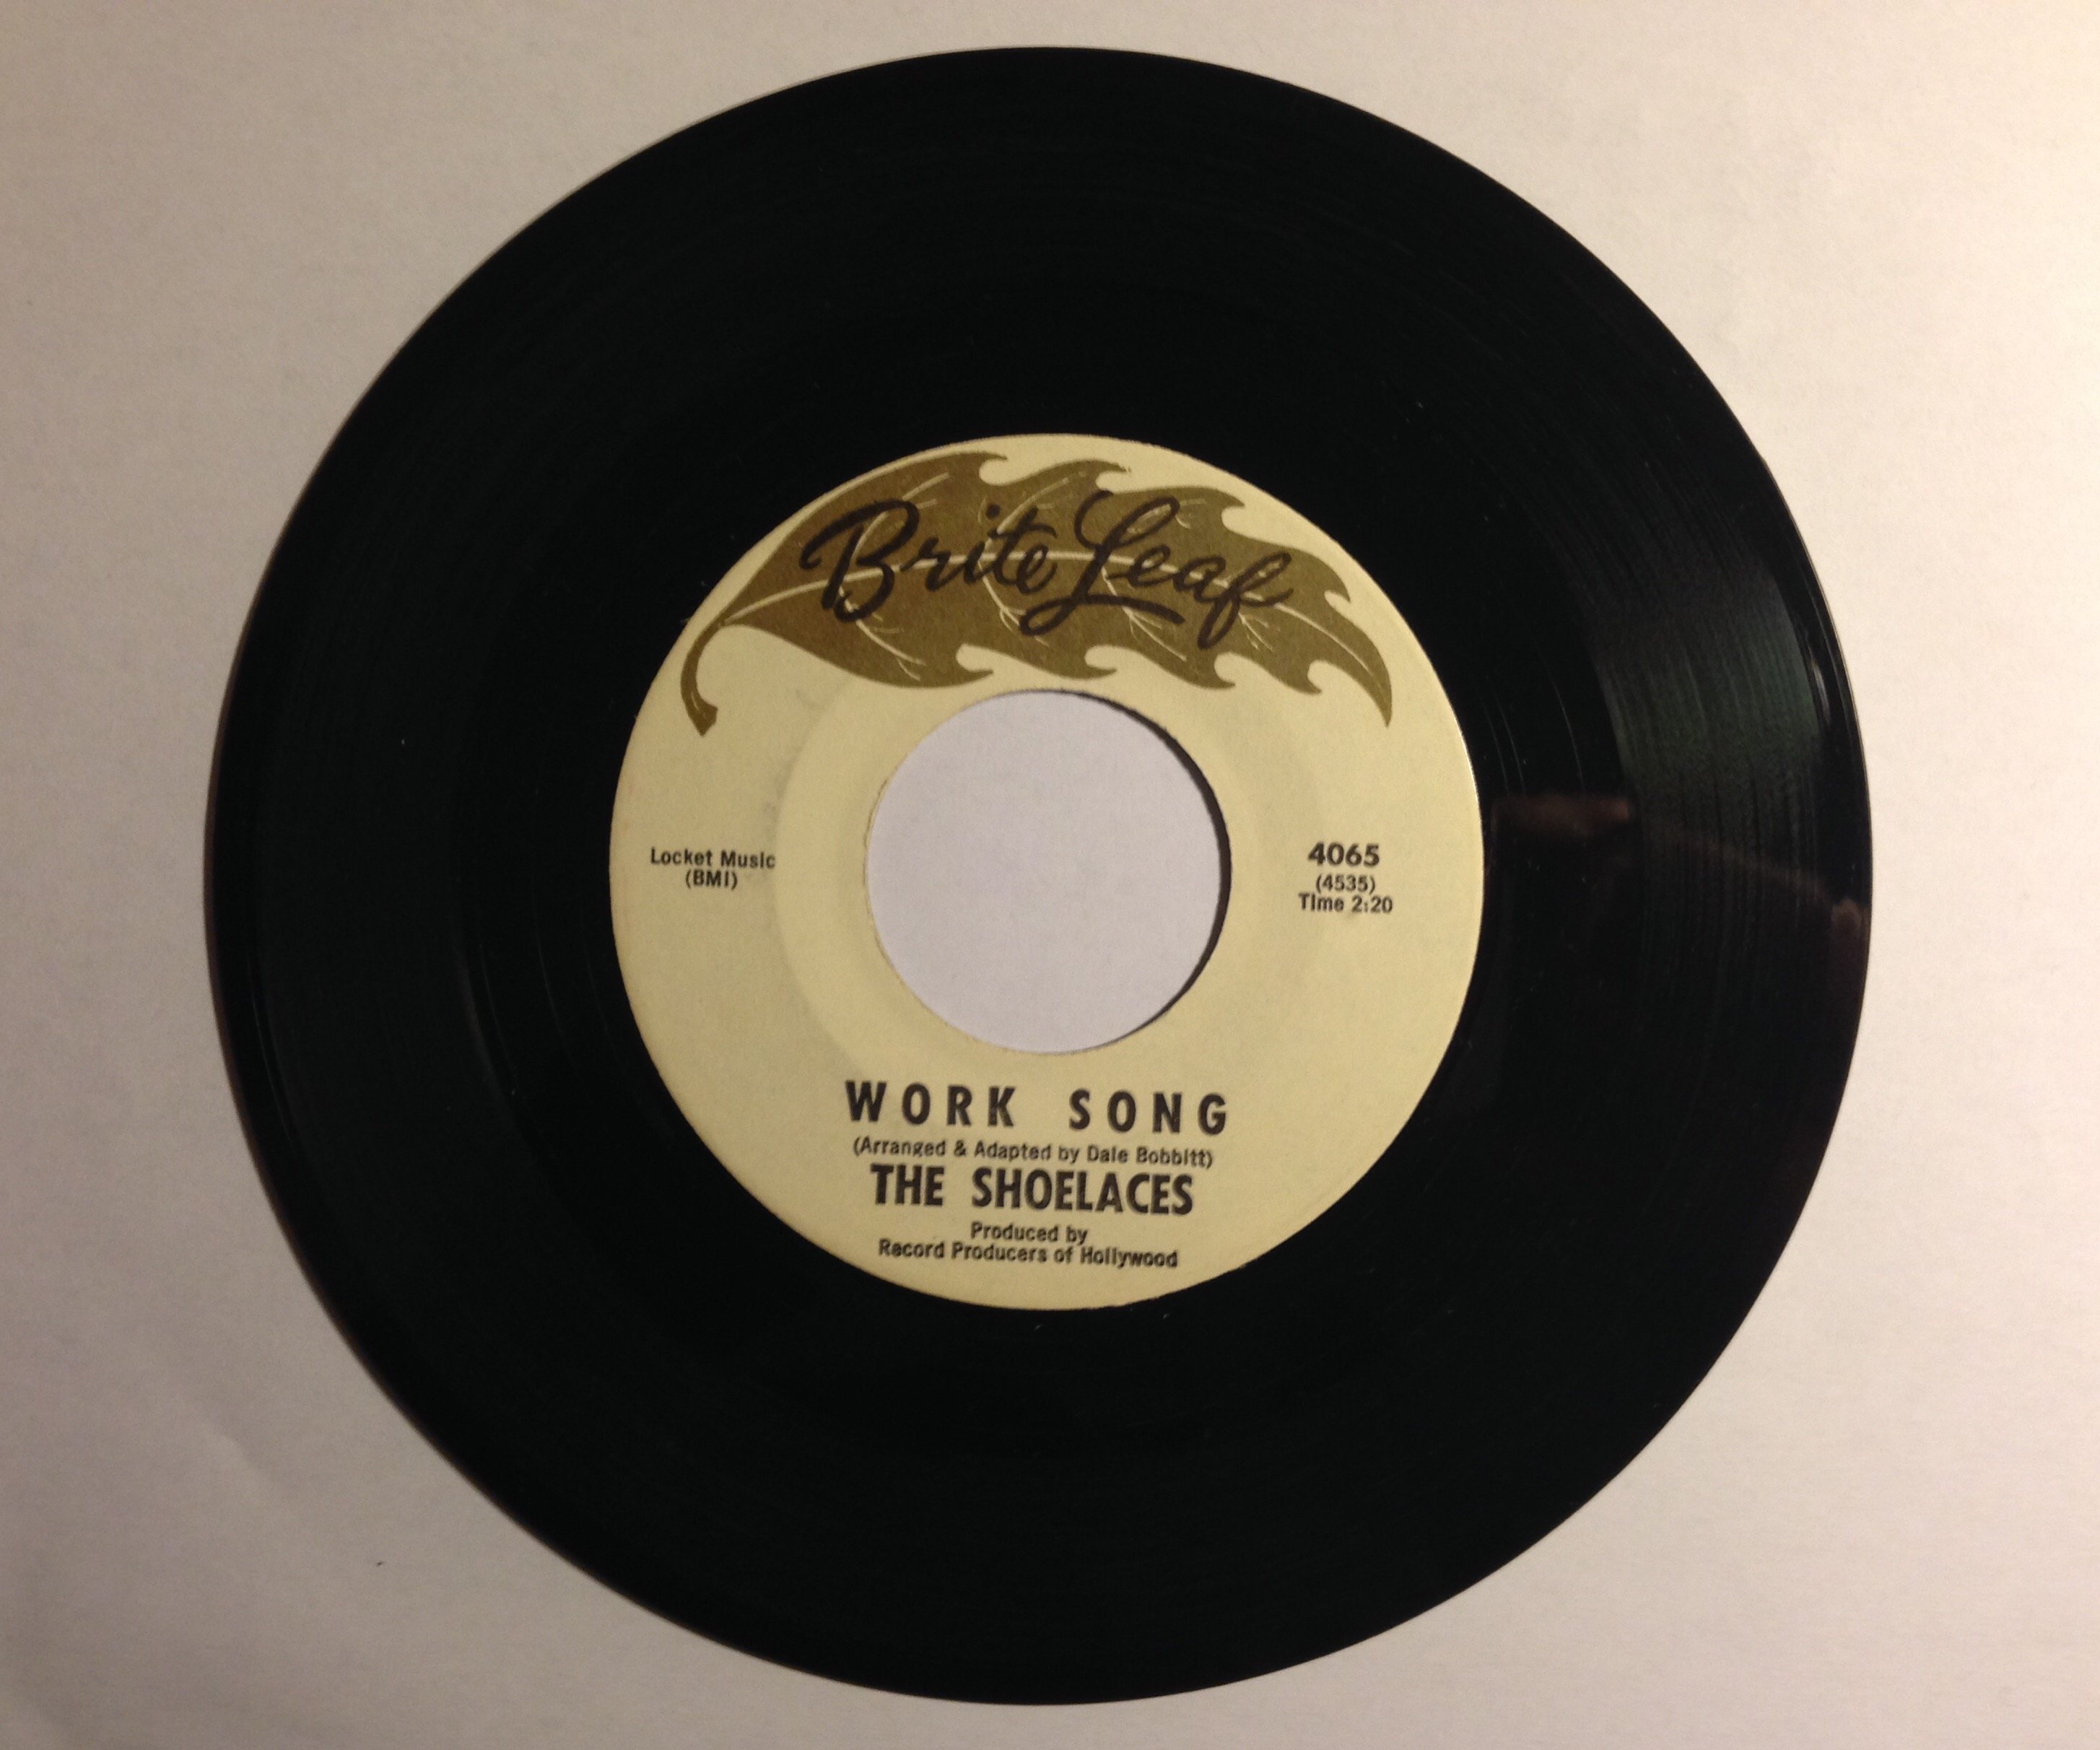 Brite Leaf
Locket Music
(BMI)
4065
(4535)
Time 2:20
WORK SONG
(Arranged & Adapted by Dale Bobbitt)
THE SHOELACES
Produced by
Record Producers of Hollywood